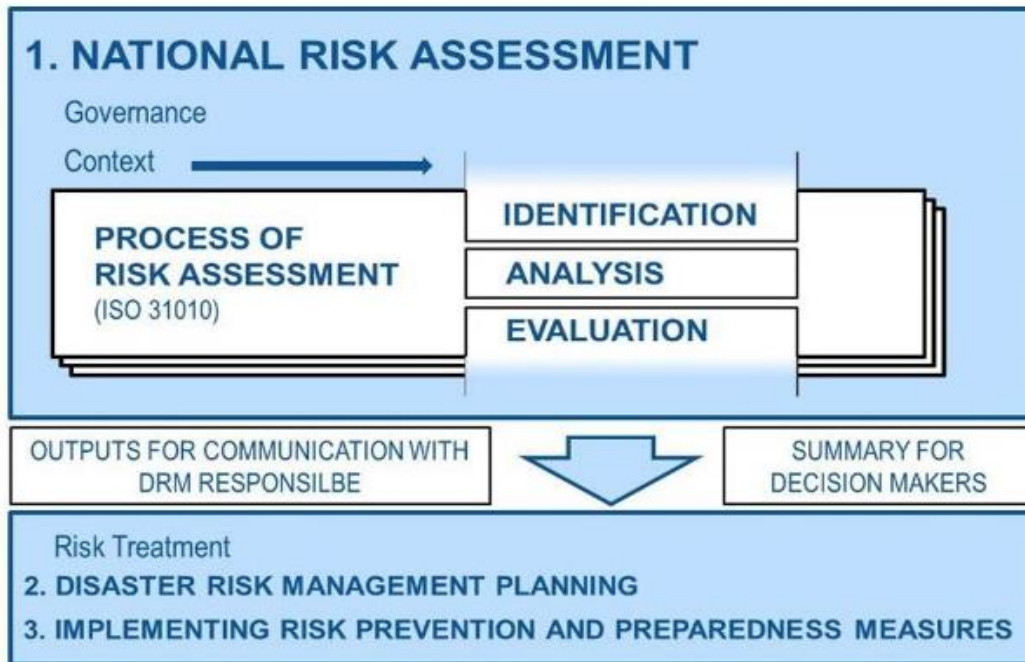 1. NATIONAL RISK ASSESSMENT
Governance
Context
PROCESS OF
RISK ASSESSMENT
(ISO 31010)
IDENTIFICATION
ANALYSIS
EVALUATION
OUTPUTS FOR COMMUNICATION WITH
DRM RESPONSILBE
SUMMARY FOR
DECISION MAKERS
Risk Treatment
2. DISASTER RISK MANAGEMENT PLANNING
3. IMPLEMENTING RISK PREVENTION AND PREPAREDNESS MEASURES